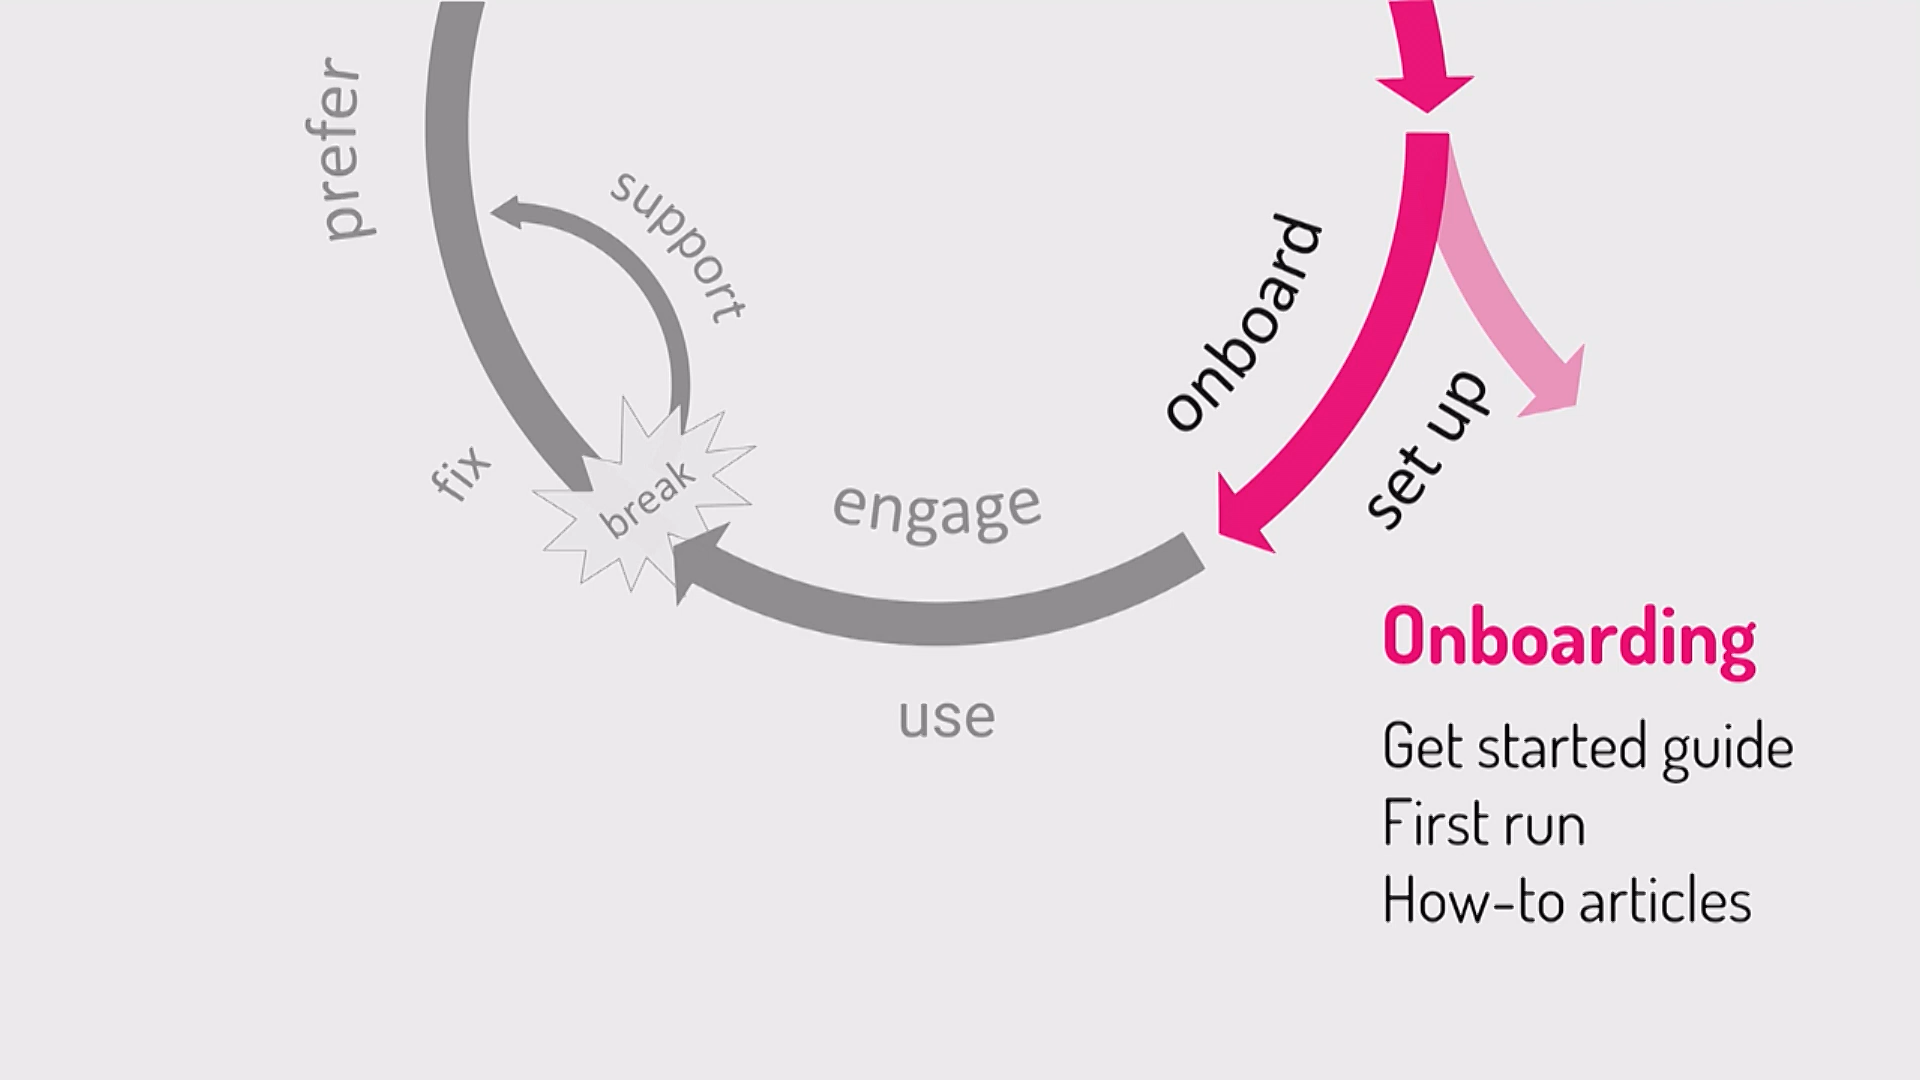 prefer
support
onboard
set up
fix
break
engage
use
Onboarding
Get started guide
First run
How-to articles